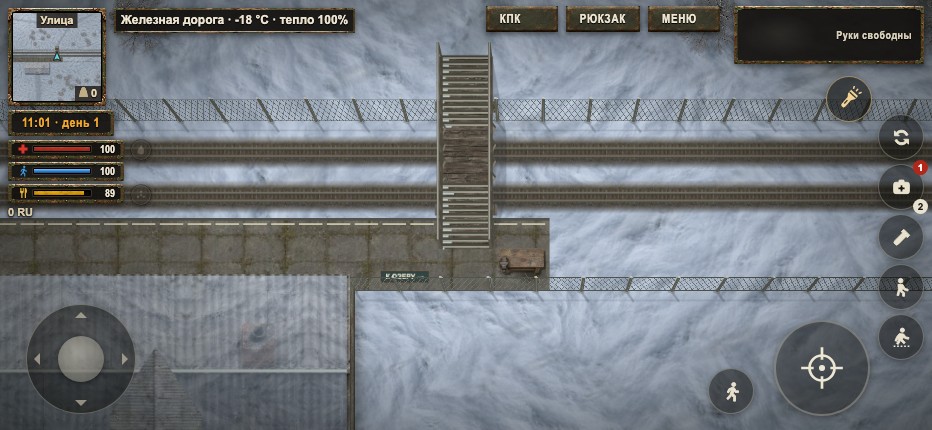 Улица
Железная дорога · -18 °C · тепло 100%
КПК
РЮКЗАК
МЕНЮ
Руки свободны
0
11:01 · день 1
100
100
89
0 RU
1
2
К ОЗЕРУ